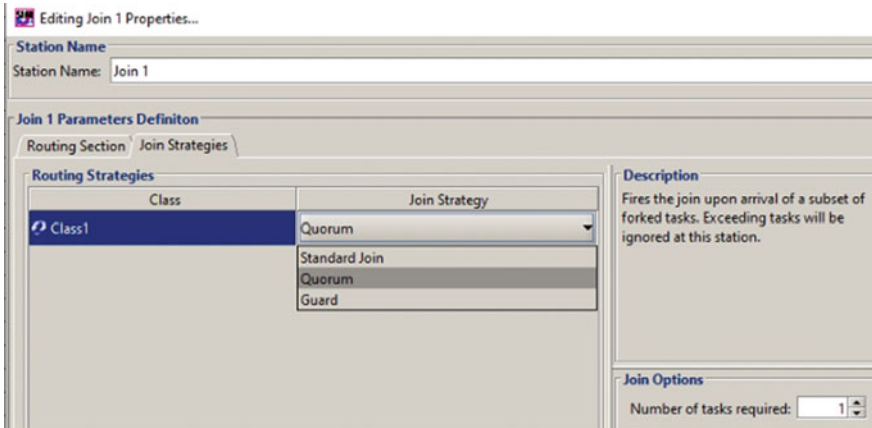 Editing Join 1 Properties...
Station Name
Station Name: Join 1
Join 1 Parameters Definiton
Routing Section Join Strategies
Routing Strategies
Class Join Strategy
Class1 Quorum
Standard Join
Quorum
Guard
Description
Fires the join upon arrival of a subset of
forked tasks. Exceeding tasks will be
ignored at this station.
Join Options
Number of tasks required: 1